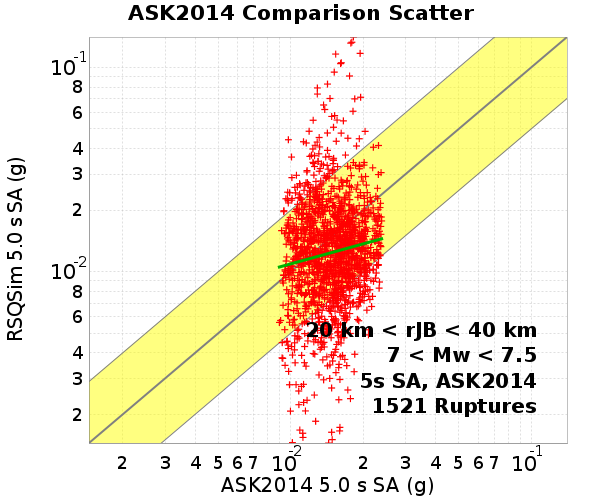 ASK2014 Comparison Scatter
RSQSim 5.0 s SA (g)
10-1
8
6
4
3
2
10-2
8
6
4
3
2
20 km < rJB < 40 km
7 < Mw < 7.5
5s SA, ASK2014
1521 Ruptures
2 3 4 5 6 7 10-2 2 3 4 5 6 7 10-1
ASK2014 5.0 s SA (g)